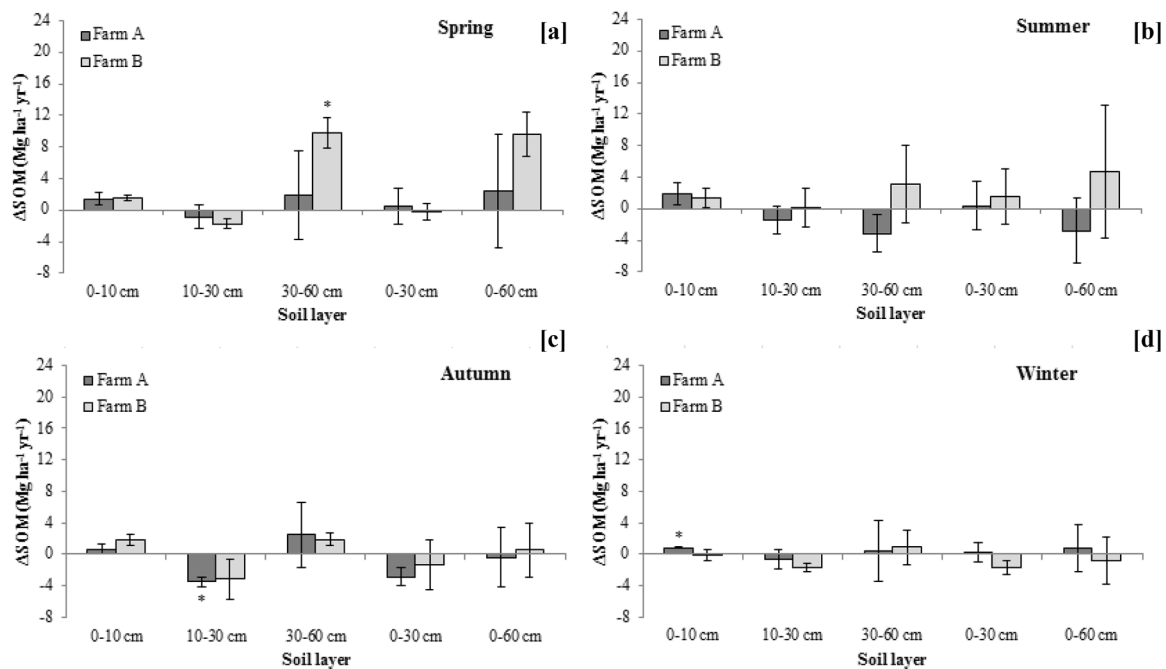 Spring [a]
Farm A
Farm B
ΔSOM (Mg ha⁻¹ yr⁻¹)
24
20
16
12
8
4
0
-4
-8
*
0-10 cm 10-30 cm 30-60 cm 0-30 cm 0-60 cm
Soil layer
Summer [b]
Farm A
Farm B
ΔSOM (Mg ha⁻¹ yr⁻¹)
24
20
16
12
8
4
0
-4
-8
0-10 cm 10-30 cm 30-60 cm 0-30 cm 0-60 cm
Soil layer
[c]
Autumn
Farm A
Farm B
ΔSOM (Mg ha⁻¹ yr⁻¹)
24
20
16
12
8
4
0
-4
-8
*
0-10 cm 10-30 cm 30-60 cm 0-30 cm 0-60 cm
Soil layer
[d]
Winter
Farm A
Farm B
ΔSOM (Mg ha⁻¹ yr⁻¹)
24
20
16
12
8
4
0
-4
-8
*
0-10 cm 10-30 cm 30-60 cm 0-30 cm 0-60 cm
Soil layer